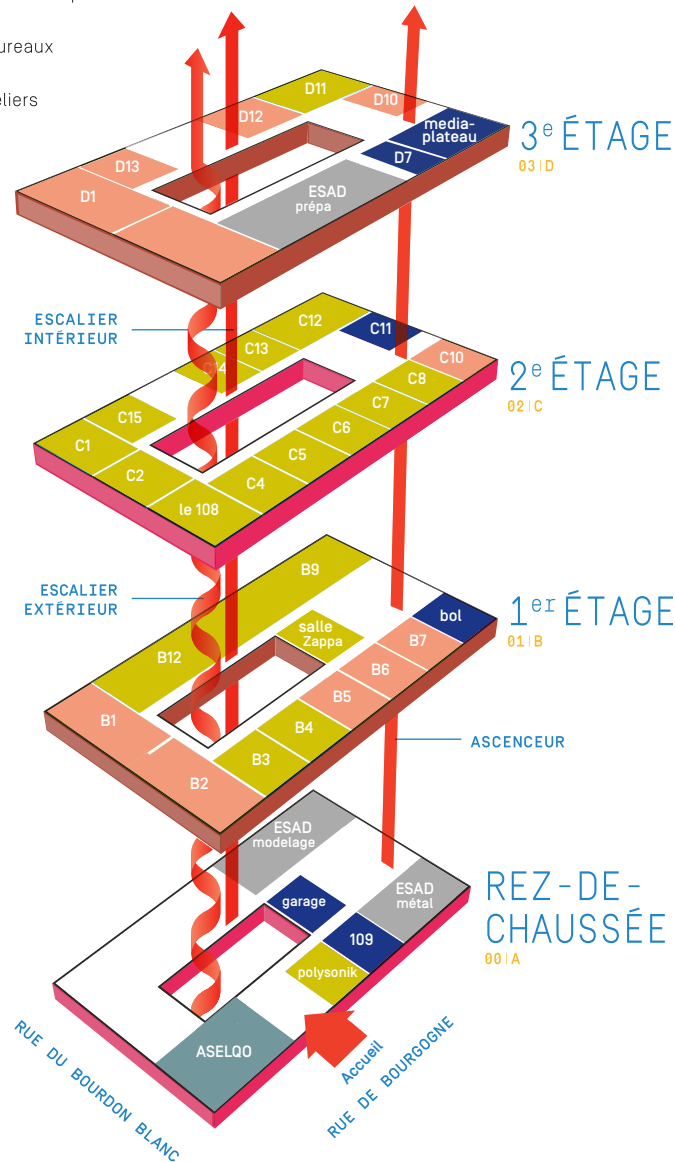 ureaux
eliers
D11
D10
D12
media-
plateau
3e ÉTAGE
03|D
D7
D13
D1
ESAD
prépa
ESCALIER
INTÉRIEUR
C12
C11
C13
C10
C14
C8
2e ÉTAGE
02|C
C7
C15
C6
C1
C5
C2
C4
le 108
B9
ESCALIER
EXTÉRIEUR
bol
1er ÉTAGE
01|B
salle
Zappa
B7
B12
B6
B5
B1
B4
B3
B2
ASCENCEUR
ESAD
modelage
ESAD
métal
REZ-DE-
CHAUSSÉE
00|A
garage
109
polysonik
ASELQO
Accueil
RUE DU BOURDON BLANC
RUE DE BOURGOGNE